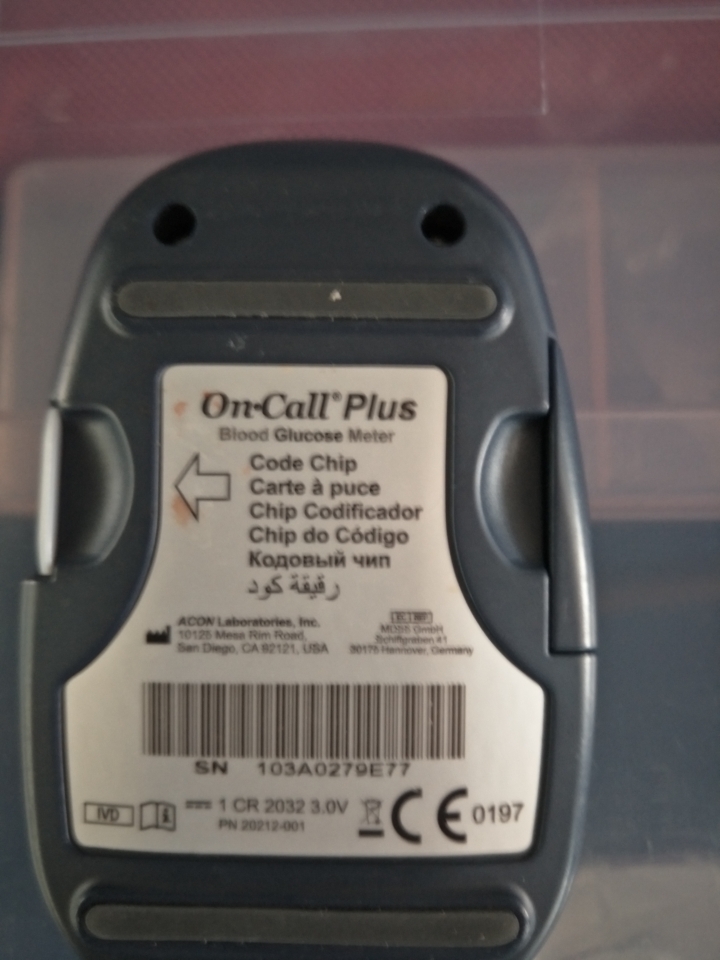 On·Call® Plus
Blood Glucose Meter
Code Chip
Carte à puce
Chip Codificador
Chip do Código
Кодовый чип
رقيقة كود
ACON Laboratories, Inc.
10125 Mesa Rim Road,
San Diego, CA 92121, USA
EC REP
MDSS GmbH
Schiffgraben 41
30175 Hannover, Germany
SN 103A0279E77
IVD
1 CR 2032 3.0V
PN 20212-001
CE 0197